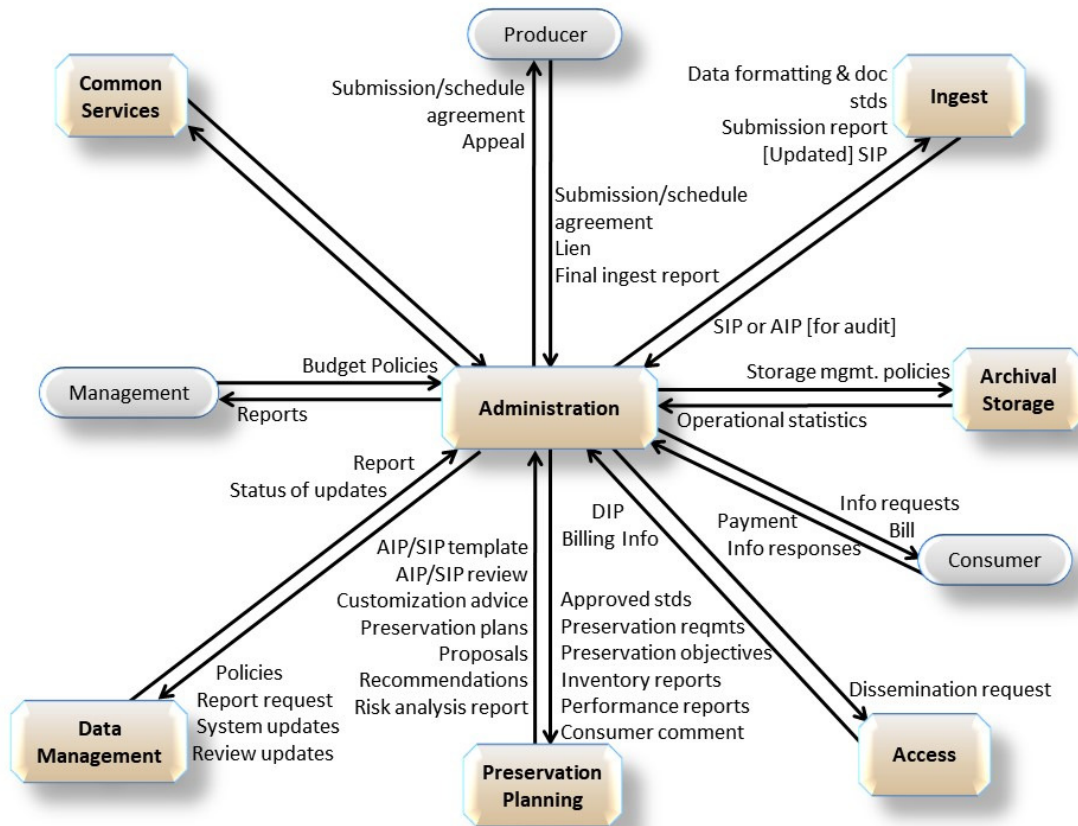 Producer
Common
Services
Submission/schedule
agreement
Appeal
Data formatting & doc
stds
Submission report
[Updated] SIP
Ingest
Submission/schedule
agreement
Lien
Final ingest report
SIP or AIP [for audit]
Management
Budget Policies
Reports
Administration
Storage mgmt. policies
Operational statistics
Archival
Storage
Report
Status of updates
DIP
Billing Info
Payment
Info responses
Info requests
Bill
Consumer
AIP/SIP template
AIP/SIP review
Customization advice
Preservation plans
Proposals
Recommendations
Risk analysis report
Approved stds
Preservation reqmts
Preservation objectives
Inventory reports
Performance reports
Consumer comment
Policies
Report request
System updates
Review updates
Data
Management
Dissemination request
Access
Preservation
Planning